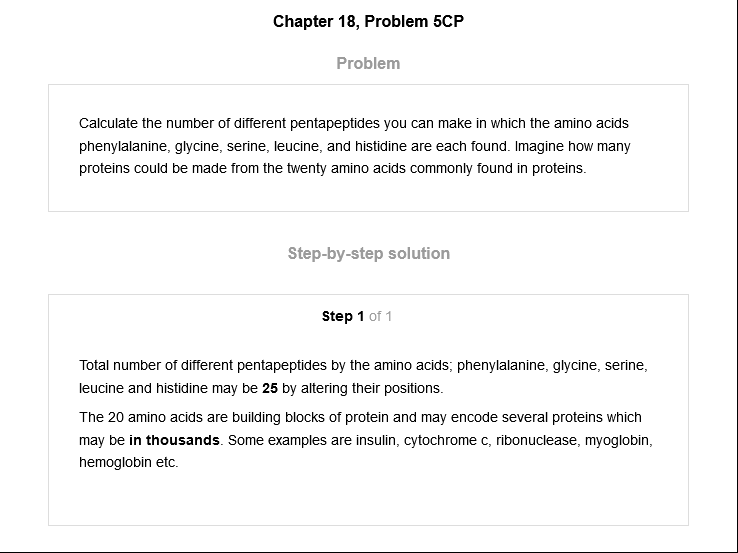 Chapter 18, Problem 5CP
Problem
Calculate the number of different pentapeptides you can make in which the amino acids
phenylalanine, glycine, serine, leucine, and histidine are each found. Imagine how many
proteins could be made from the twenty amino acids commonly found in proteins.
Step-by-step solution
Step 1 of 1
Total number of different pentapeptides by the amino acids; phenylalanine, glycine, serine,
leucine and histidine may be 25 by altering their positions.
The 20 amino acids are building blocks of protein and may encode several proteins which
may be in thousands. Some examples are insulin, cytochrome c, ribonuclease, myoglobin,
hemoglobin etc.